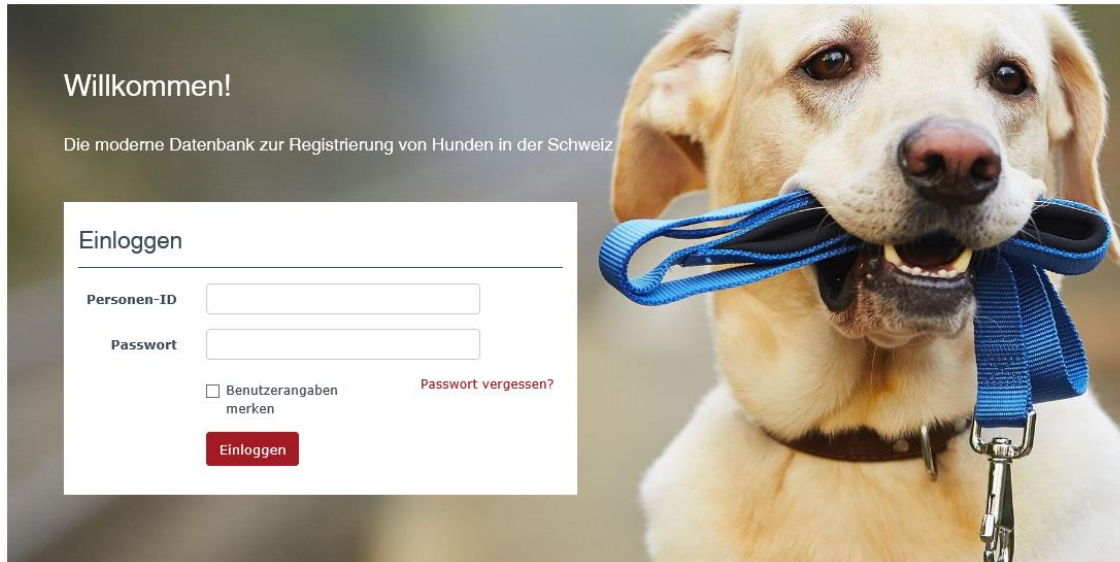 Willkommen!
Die moderne Datenbank zur Registrierung von Hunden in der Schweiz
Einloggen
Personen-ID
Passwort
Benutzerangaben
merken
Passwort vergessen?
Einloggen